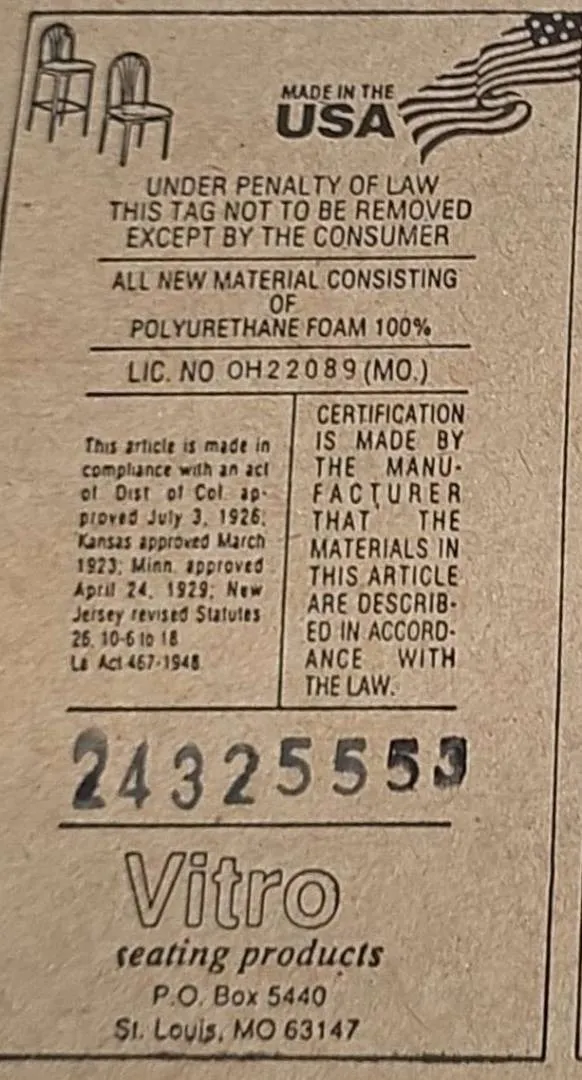 MADE IN THE
USA
UNDER PENALTY OF LAW
THIS TAG NOT TO BE REMOVED
EXCEPT BY THE CONSUMER
ALL NEW MATERIAL CONSISTING
OF
POLYURETHANE FOAM 100%
LIC. NO OH22089 (MO.)
This article is made in
compliance with an act
of Dist of Col. ap-
proved July 3, 1926;
Kansas approved March
1923; Minn. approved
April 24, 1929; New
Jersey revised Statutes
26. 10-6 to 18
La Act 467-1948
CERTIFICATION
IS MADE BY
THE MANU-
FACTURER
THAT THE
MATERIALS IN
THIS ARTICLE
ARE DESCRIB-
ED IN ACCORD-
ANCE WITH
THE LAW.
24325553
Vitro
seating products
P.O. Box 5440
St. Louis, MO 63147